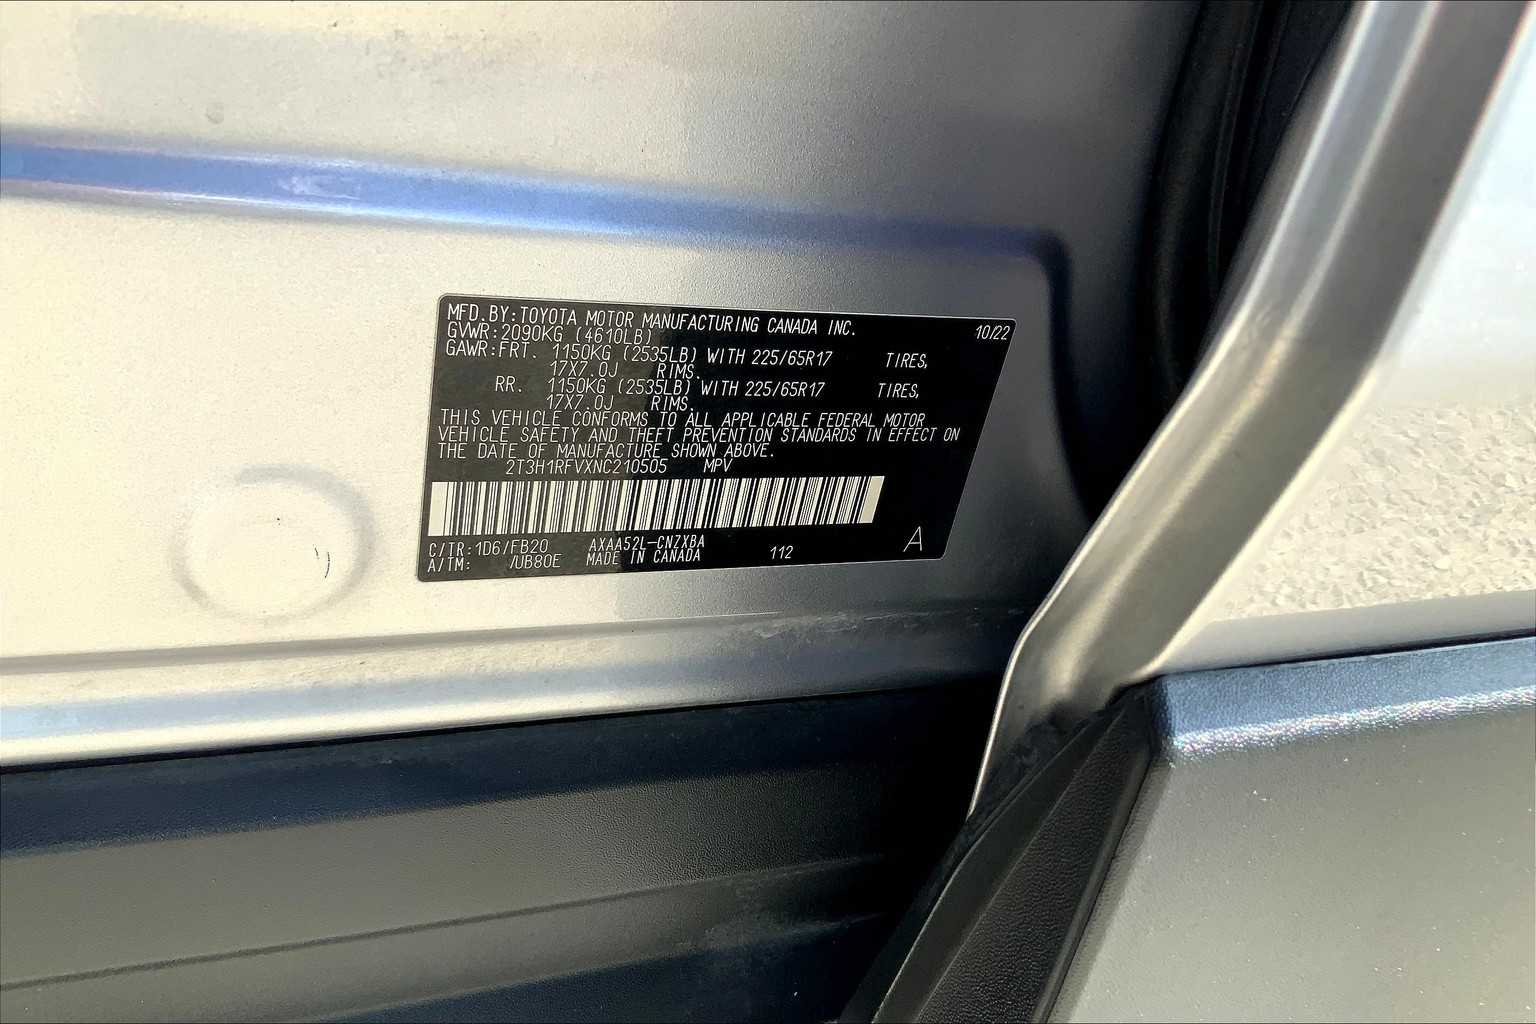 MFD.BY:TOYOTA MOTOR MANUFACTURING CANADA INC. 10/22
GVWR:2090KG (4610LB)
GAWR:FRT. 1150KG (2535LB) WITH 225/65R17 TIRES,
17X7.0J RIMS.
RR. 1150KG (2535LB) WITH 225/65R17 TIRES,
17X7.0J RIMS.
THIS VEHICLE CONFORMS TO ALL APPLICABLE FEDERAL MOTOR
VEHICLE SAFETY AND THEFT PREVENTION STANDARDS IN EFFECT ON
THE DATE OF MANUFACTURE SHOWN ABOVE.
2T3H1RFVXNC210505 MPV
C/TR:1D6/FB20 AXAA52L-CNZXBA
A/TM: /UB80E MADE IN CANADA 112 A